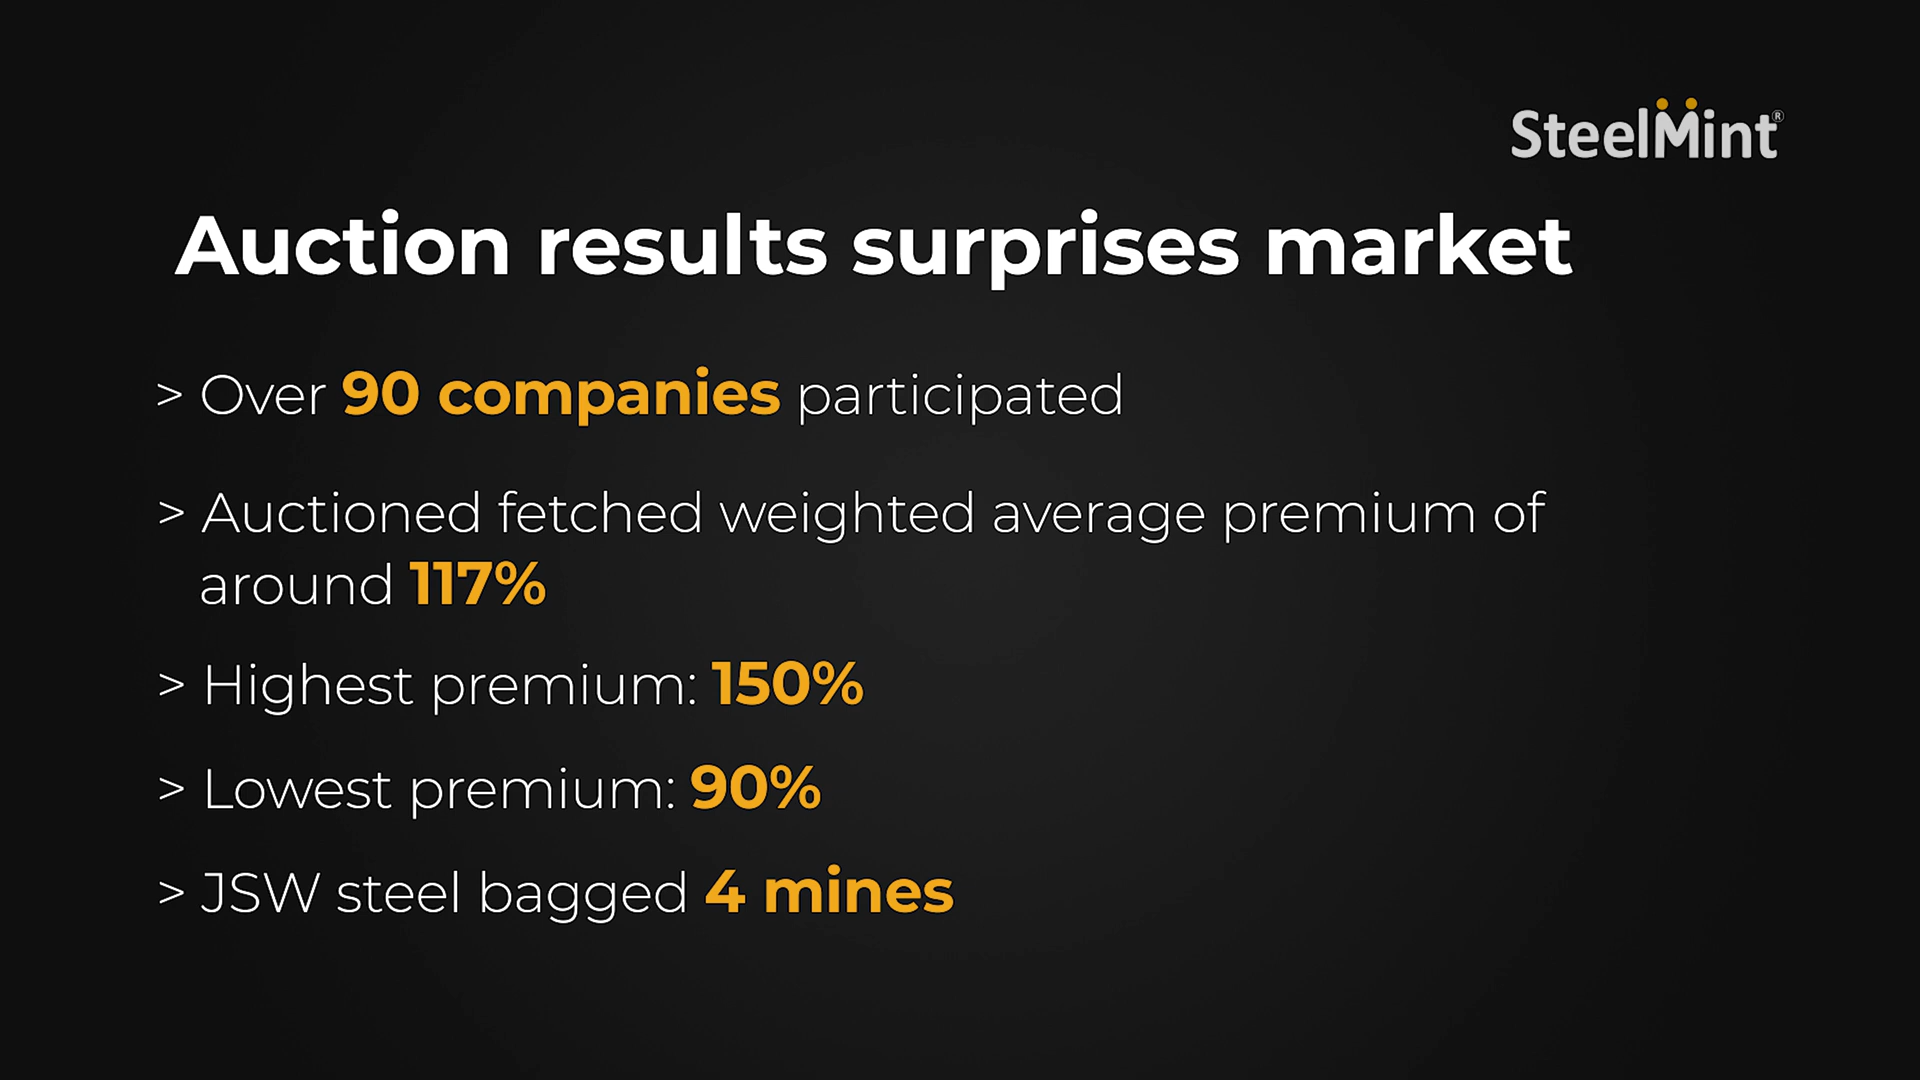 SteelMint®
Auction results surprises market
> Over 90 companies participated
> Auctioned fetched weighted average premium of
around 117%
> Highest premium: 150%
> Lowest premium: 90%
> JSW steel bagged 4 mines